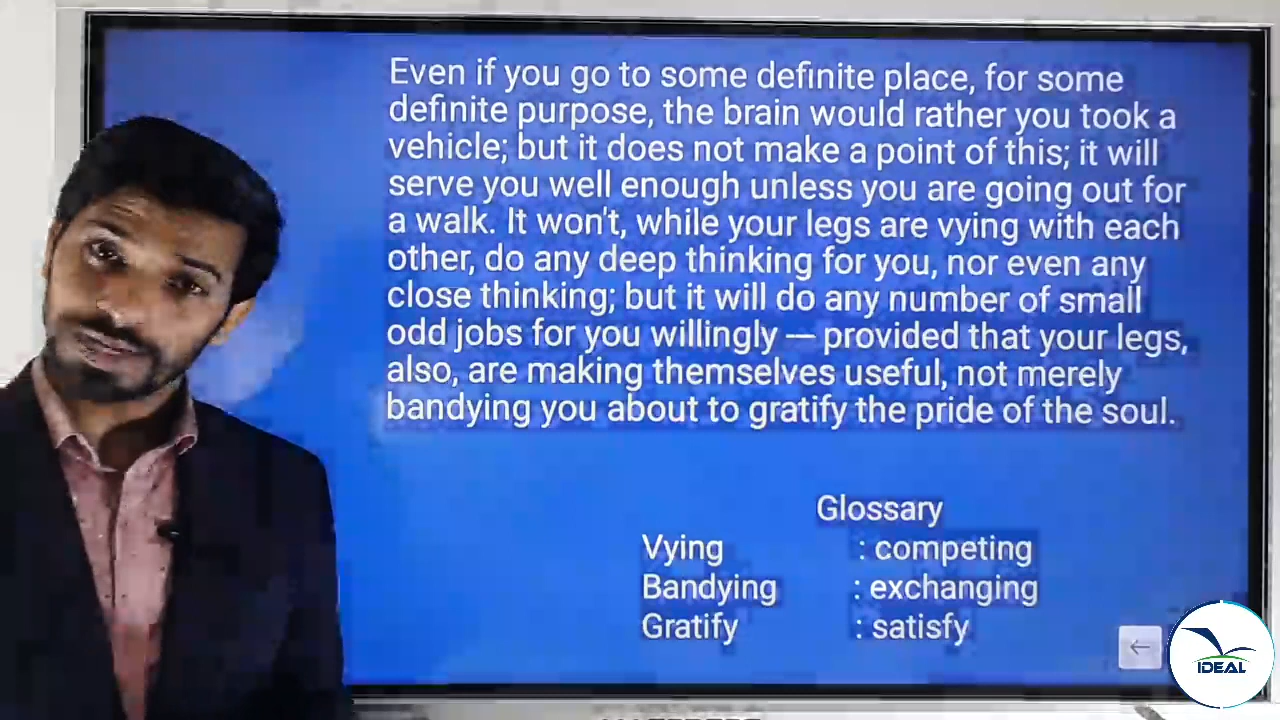 Even if you go to some definite place, for some
definite purpose, the brain would rather you took a
vehicle; but it does not make a point of this; it will
serve you well enough unless you are going out for
a walk. It won't, while your legs are vying with each
other, do any deep thinking for you, nor even any
close thinking; but it will do any number of small
odd jobs for you willingly — provided that your legs,
also, are making themselves useful, not merely
bandying you about to gratify the pride of the soul.
Glossary
Vying : competing
Bandying : exchanging
Gratify : satisfy
IDEAL